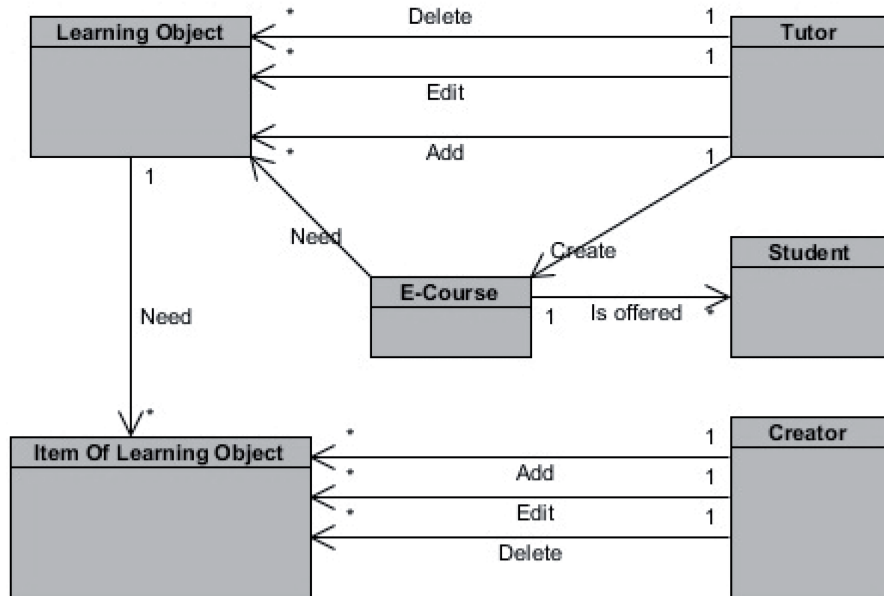 * Delete 1
Learning Object
Tutor
* 1
Edit
Add
1 * 1
Need
Create
Student
E-Course
Need
1 Is offered *
*
Item Of Learning Object
Creator
* 1
Add
* 1
Edit
* 1
Delete